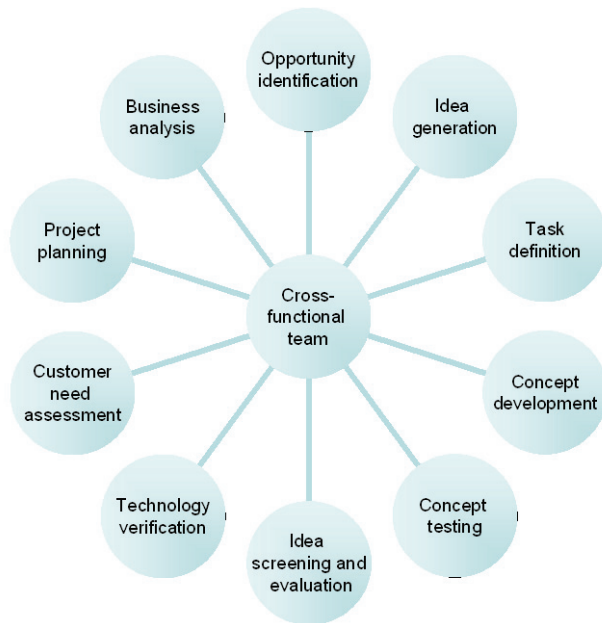 Opportunity
identification
Idea
generation
Task
definition
Concept
development
Concept
testing
Idea
screening and
evaluation
Technology
verification
Customer
need
assessment
Project
planning
Business
analysis
Cross-
functional
team